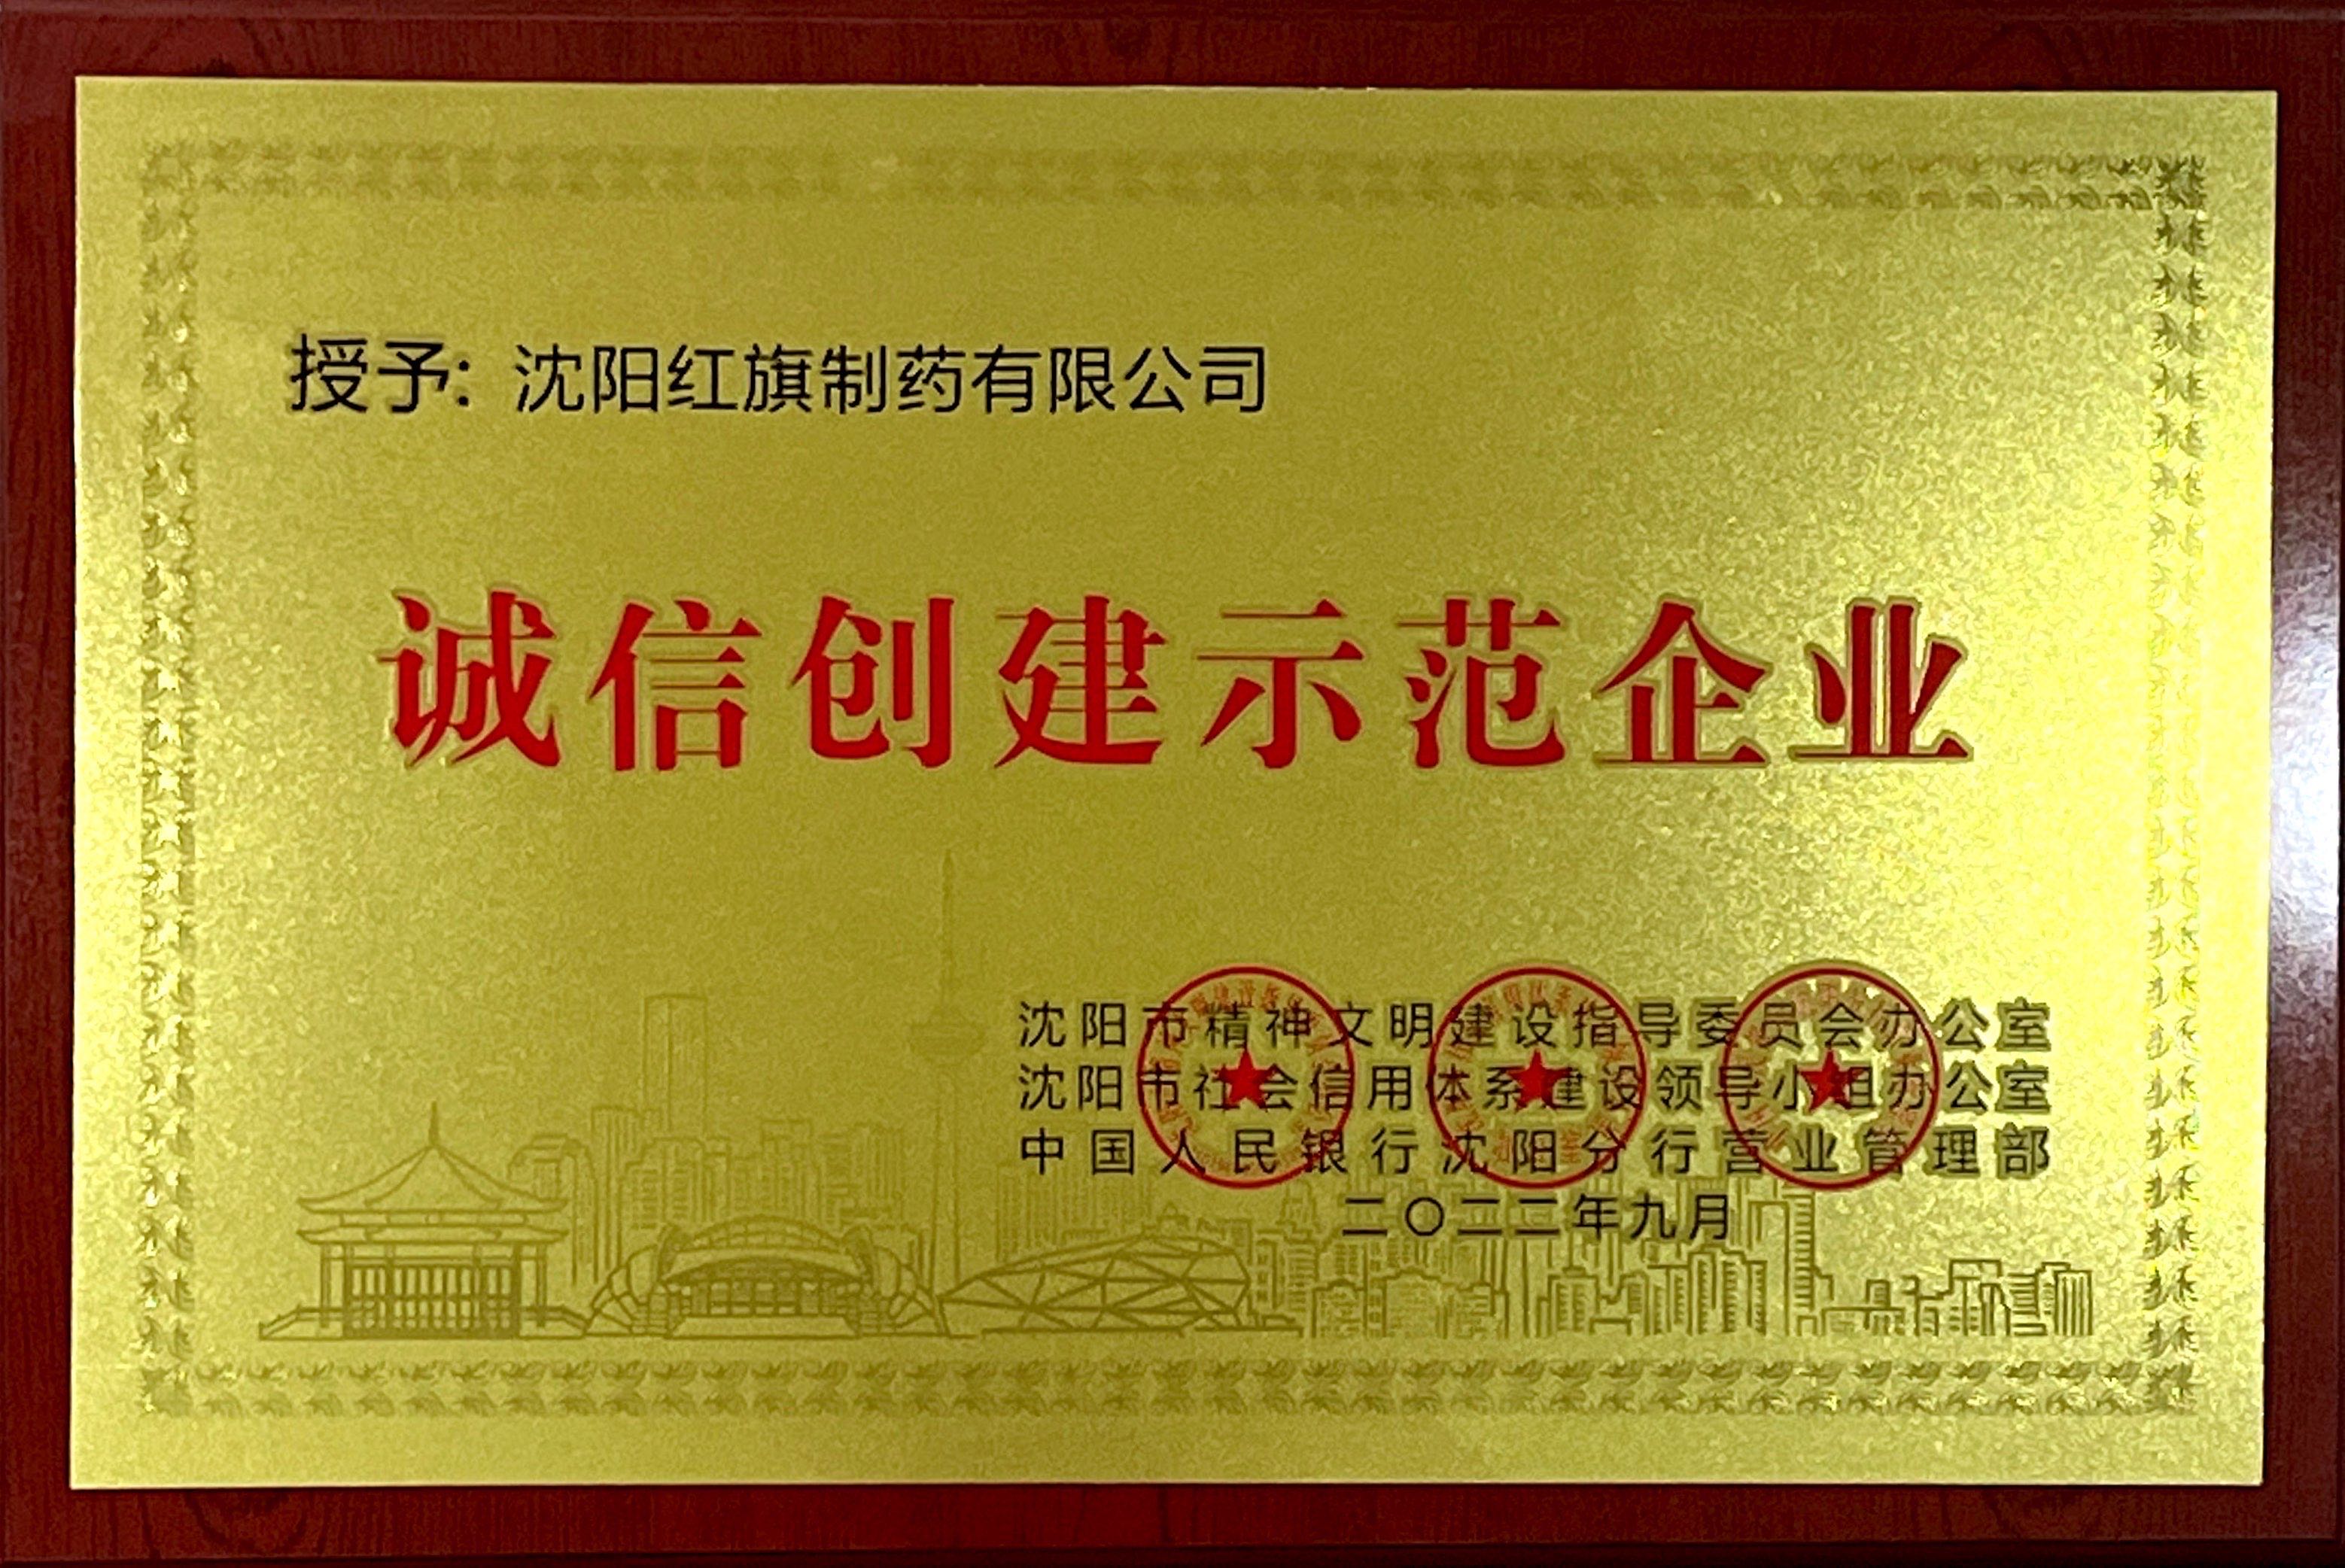 授予: 沈阳红旗制药有限公司
诚信创建示范企业
沈阳市精神文明建设指导委员会办公室
沈阳市社会信用体系建设领导小组办公室
中国人民银行沈阳分行营业管理部
二〇二二年九月